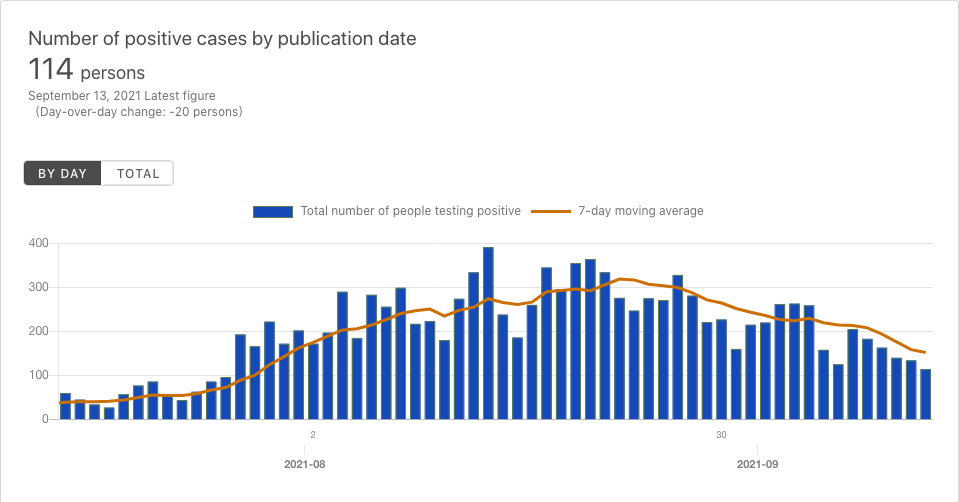 Number of positive cases by publication date
114 persons
September 13, 2021 Latest figure
(Day-over-day change: -20 persons)
BY DAY TOTAL
Total number of people testing positive 7-day moving average
400
300
200
100
0
2 30
2021-08 2021-09